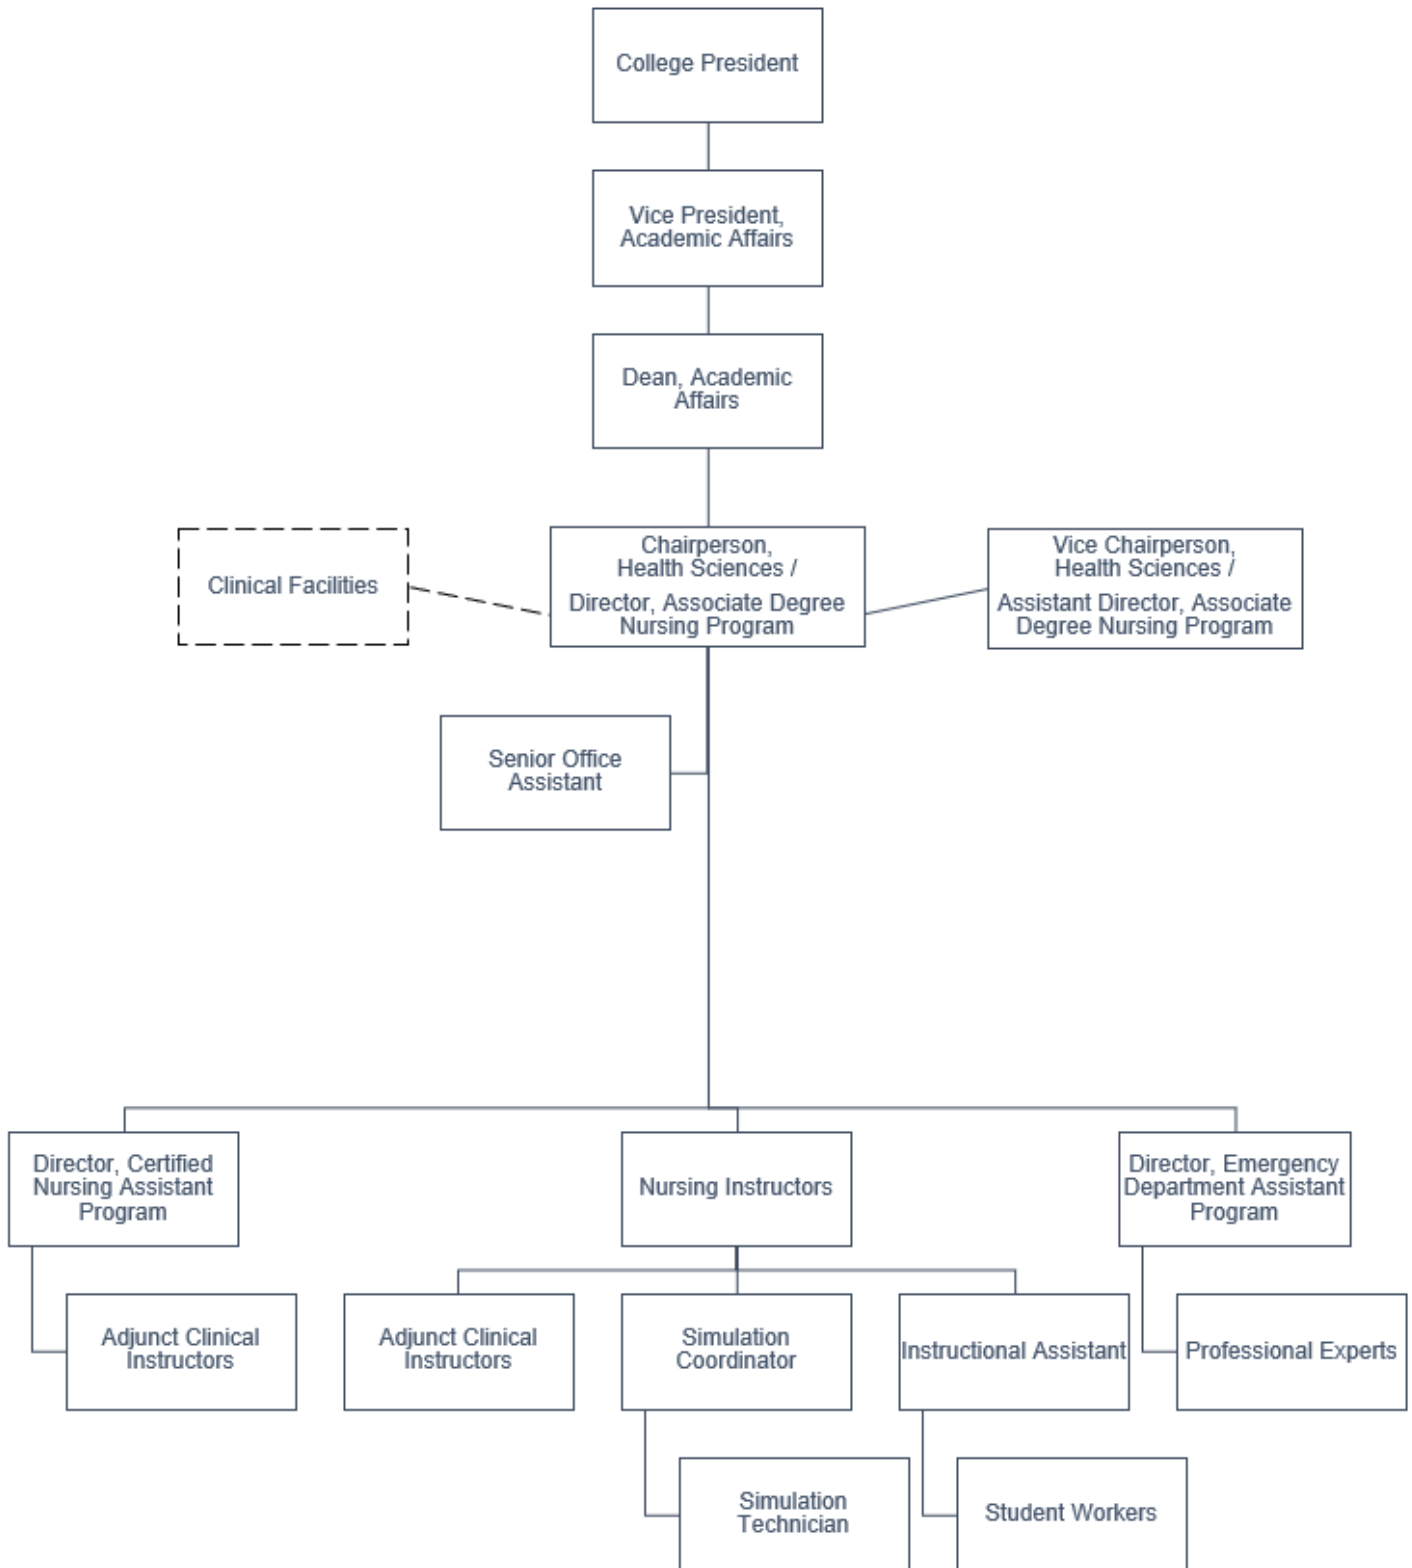 College President
Vice President,
Academic Affairs
Dean, Academic
Affairs
Clinical Facilities
Chairperson,
Health Sciences /
Director, Associate Degree
Nursing Program
Vice Chairperson,
Health Sciences /
Assistant Director, Associate
Degree Nursing Program
Senior Office
Assistant
Director, Certified
Nursing Assistant
Program
Nursing Instructors
Director, Emergency
Department Assistant
Program
Adjunct Clinical
Instructors
Adjunct Clinical
Instructors
Simulation
Coordinator
Instructional Assistant
Professional Experts
Simulation
Technician
Student Workers